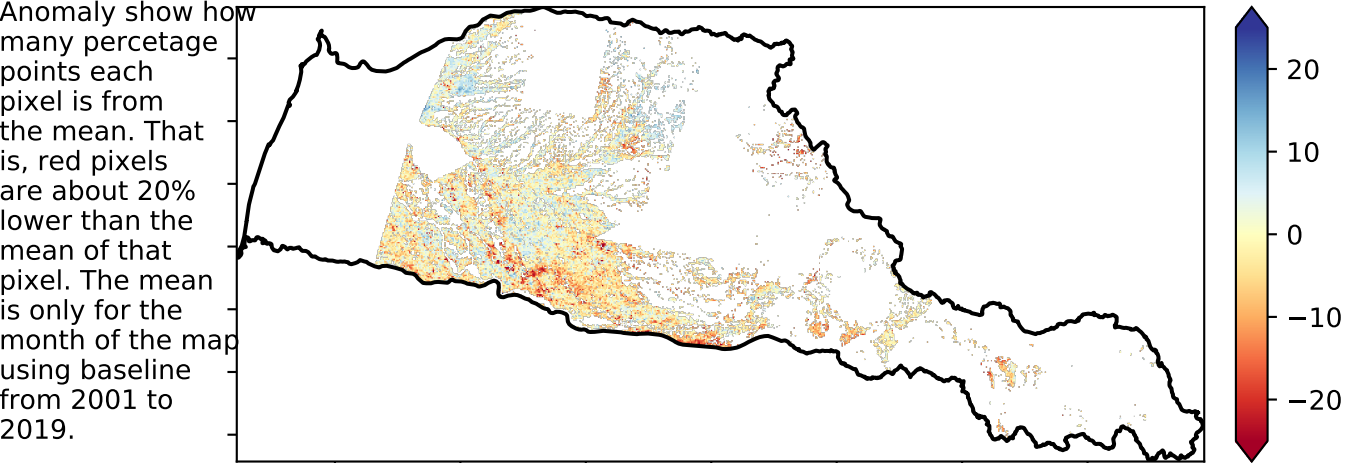 Anomaly show how
many percetage
points each
pixel is from
the mean. That
is, red pixels
are about 20%
lower than the
mean of that
pixel. The mean
is only for the
month of the map
using baseline
from 2001 to
2019.
20
10
0
−10
−20